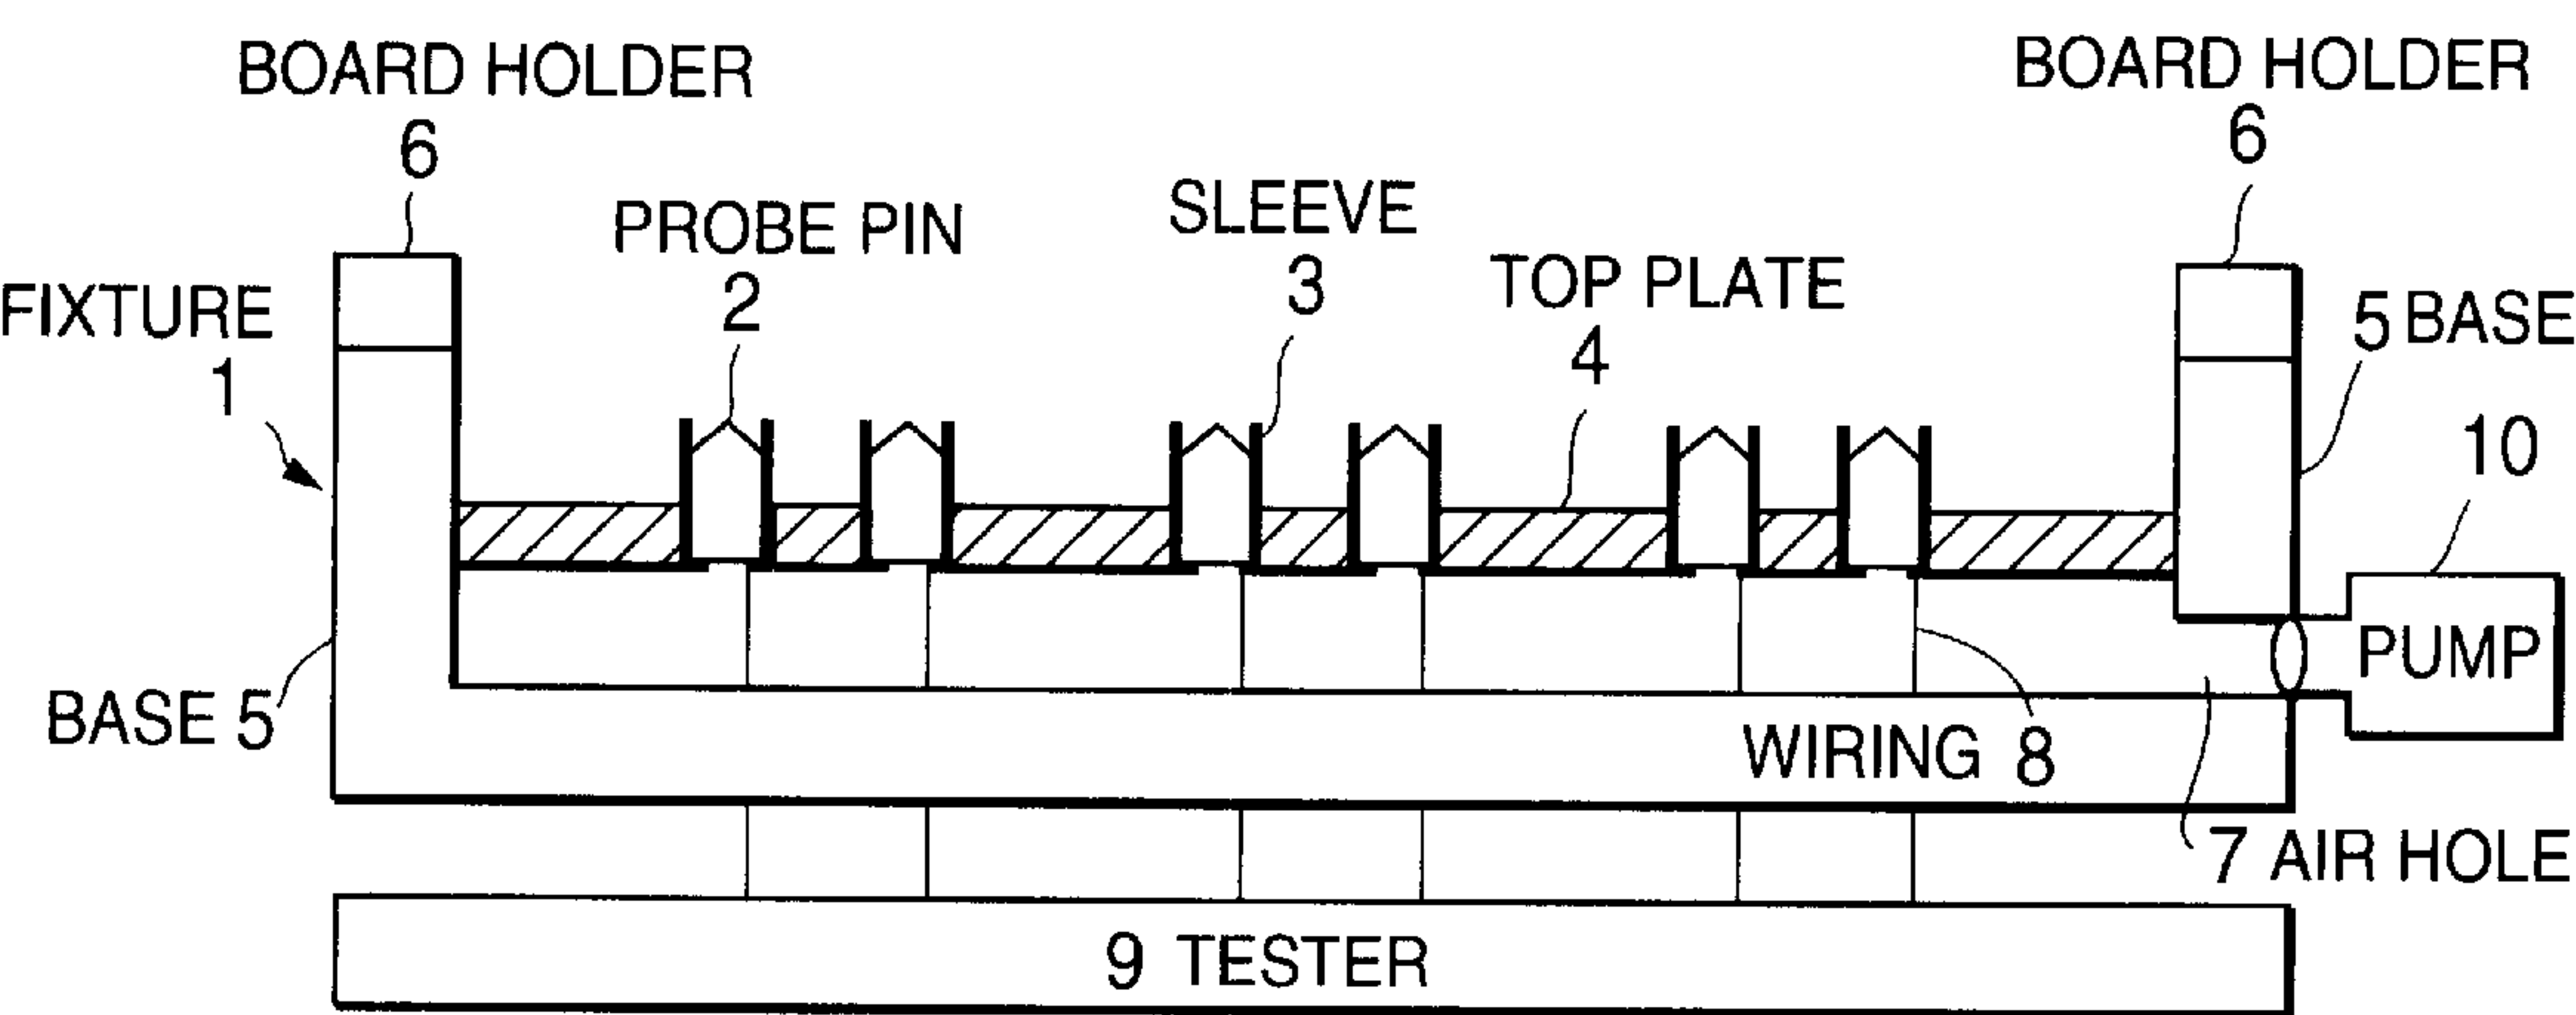 BOARD HOLDER
6
BOARD HOLDER
6
PROBE PIN
2
SLEEVE
3
TOP PLATE
4
FIXTURE
1
5 BASE
10
PUMP
BASE 5
WIRING 8
7 AIR HOLE
9 TESTER